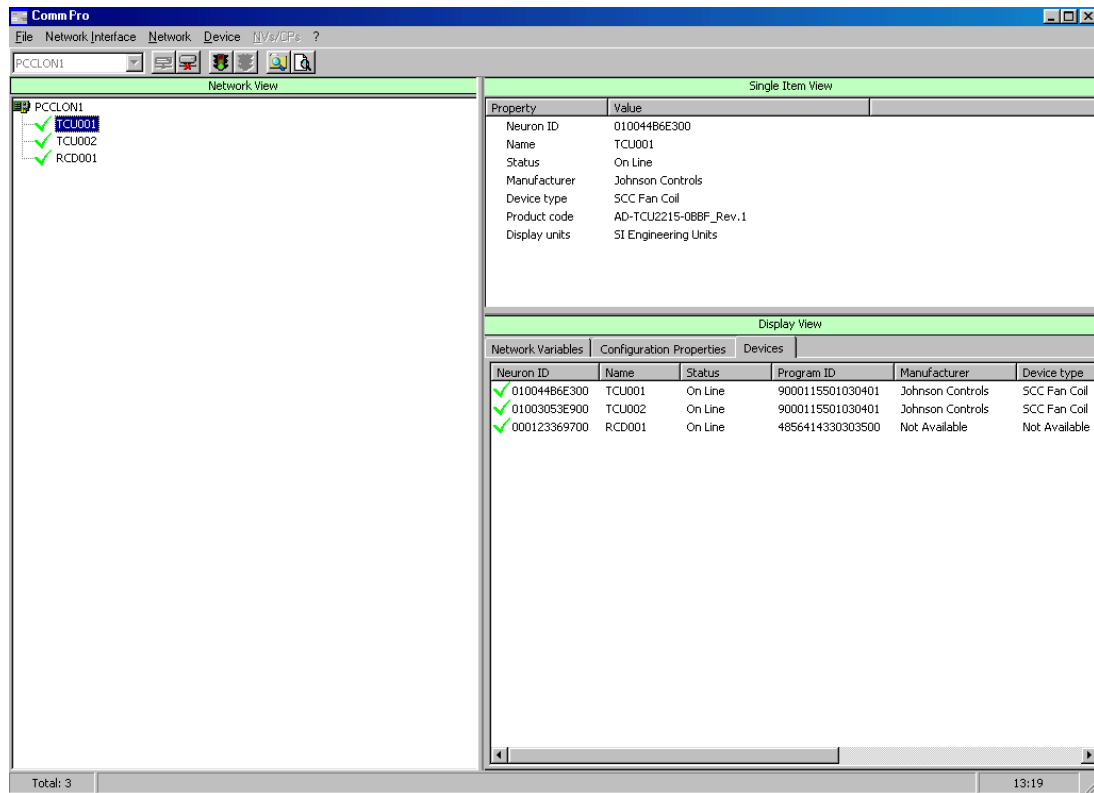 CommPro
File Network Interface Network Device NVs/CPs ?
PCCLON1
Network View
PCCLON1
TCU001
TCU002
RCD001
Single Item View
Property Value
Neuron ID 010044B6E300
Name TCU001
Status On Line
Manufacturer Johnson Controls
Device type SCC Fan Coil
Product code AD-TCU2215-0BBF_Rev.1
Display units SI Engineering Units
Display View
Network Variables Configuration Properties Devices
Neuron ID Name Status Program ID Manufacturer Device type
010044B6E300 TCU001 On Line 9000115501030401 Johnson Controls SCC Fan Coil
01003053E900 TCU002 On Line 9000115501030401 Johnson Controls SCC Fan Coil
000123369700 RCD001 On Line 4856414330303500 Not Available Not Available
Total: 3 13:19